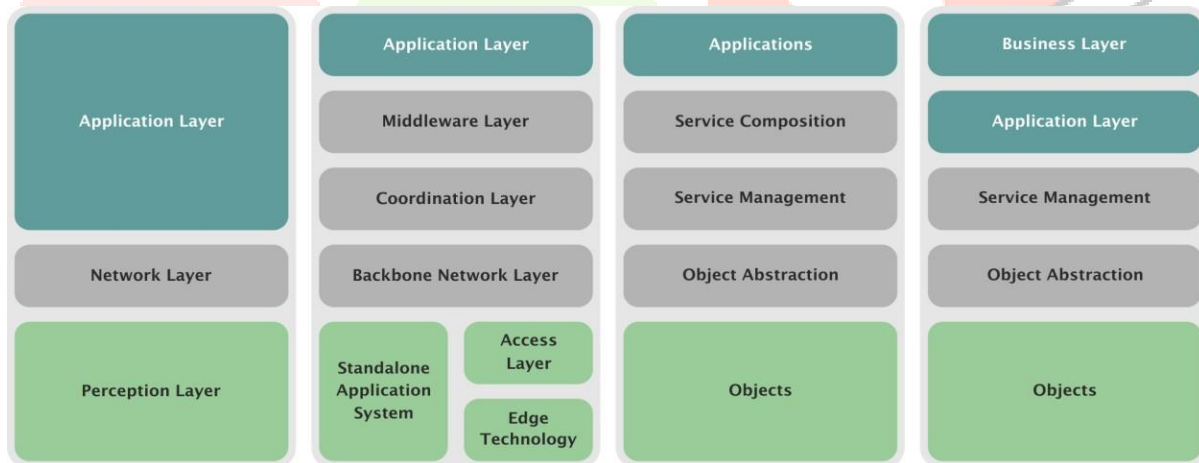 Application Layer
Network Layer
Perception Layer
Application Layer
Middleware Layer
Coordination Layer
Backbone Network Layer
Standalone
Application
System
Access
Layer
Edge
Technology
Applications
Service Composition
Service Management
Object Abstraction
Objects
Business Layer
Application Layer
Service Management
Object Abstraction
Objects